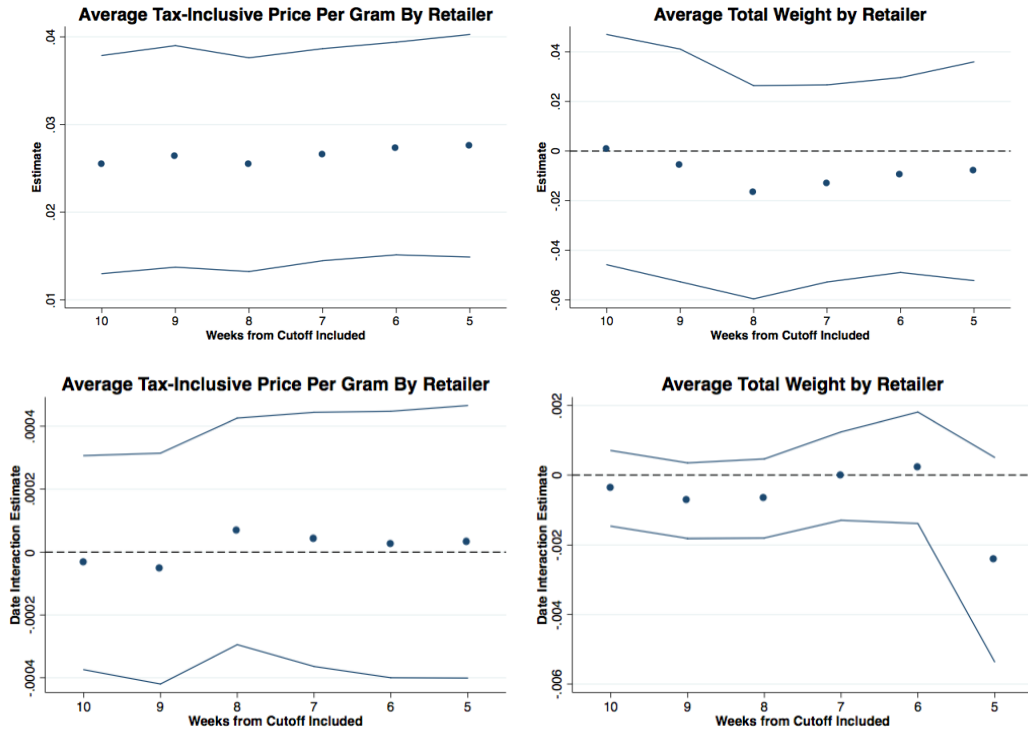 Average Tax-Inclusive Price Per Gram By Retailer
Estimate
.04
.03
.02
.01
10 9 8 7 6 5
Weeks from Cutoff Included
Average Total Weight by Retailer
Estimate
.04
.02
0
-.02
-.04
-.06
10 9 8 7 6 5
Weeks from Cutoff Included
Average Tax-Inclusive Price Per Gram By Retailer
Date Interaction Estimate
.0004
.0002
0
-.0002
-.0004
10 9 8 7 6 5
Weeks from Cutoff Included
Average Total Weight by Retailer
Date Interaction Estimate
.002
0
-.002
-.004
-.006
10 9 8 7 6 5
Weeks from Cutoff Included